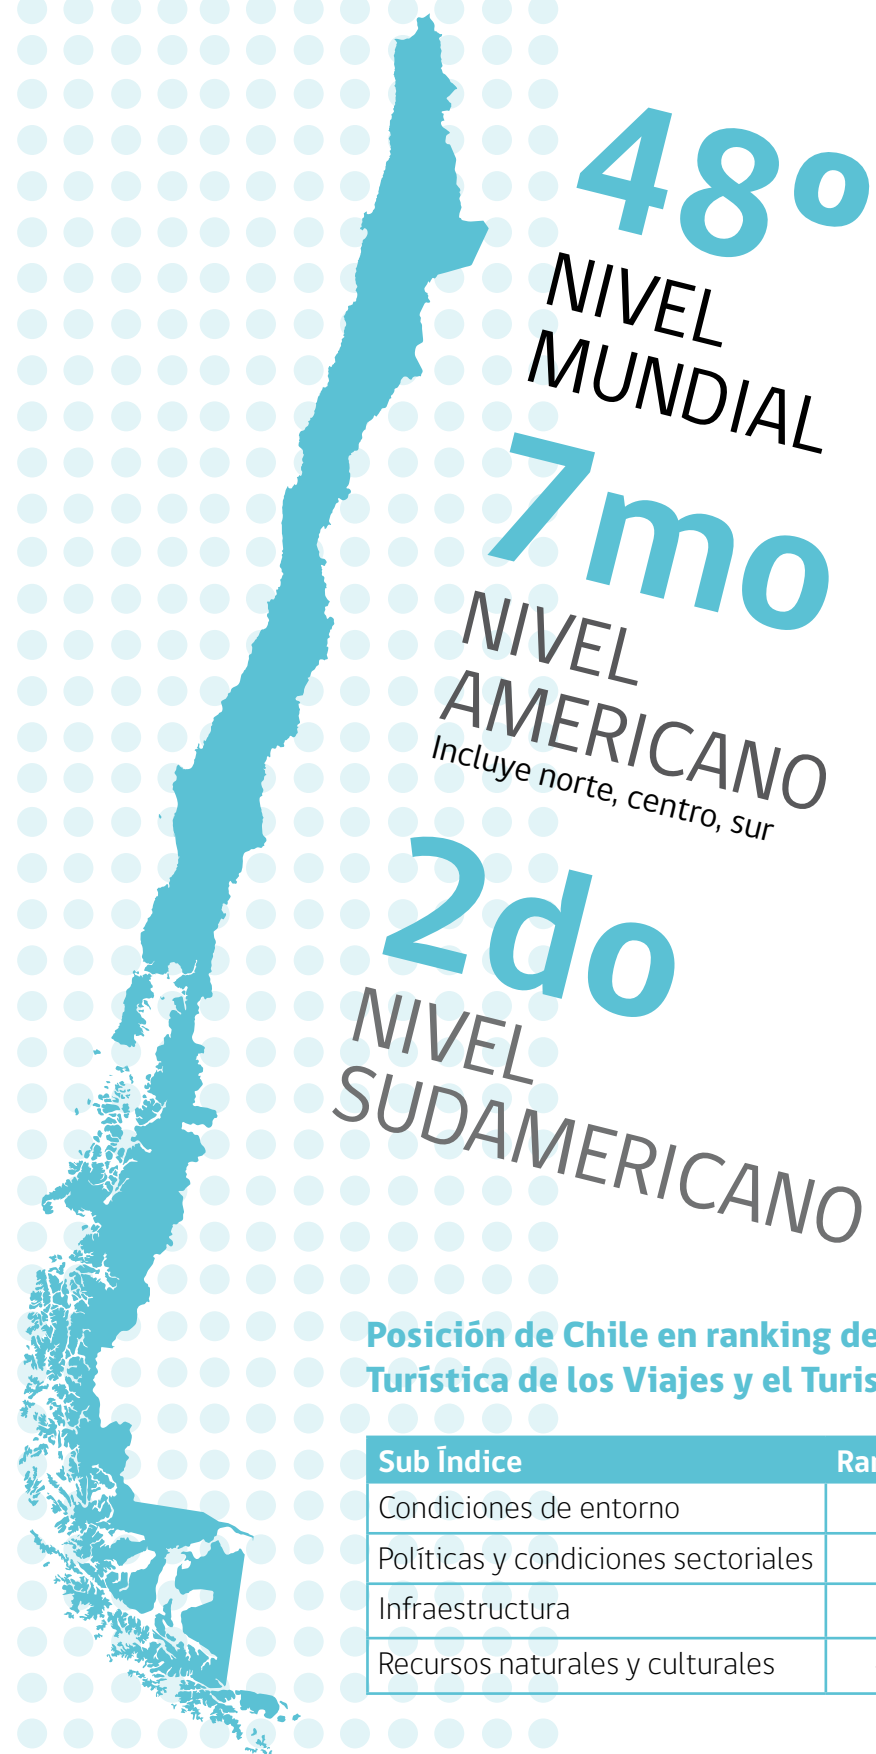 48º
NIVEL
MUNDIAL
7mo
NIVEL
AMERICANO
Incluye norte, centro, sur
2do
NIVEL
SUDAMERICANO
Posición de Chile en ranking de
Turística de los Viajes y el Turis
Sub Índice Ran
Condiciones de entorno
Políticas y condiciones sectoriales
Infraestructura
Recursos naturales y culturales